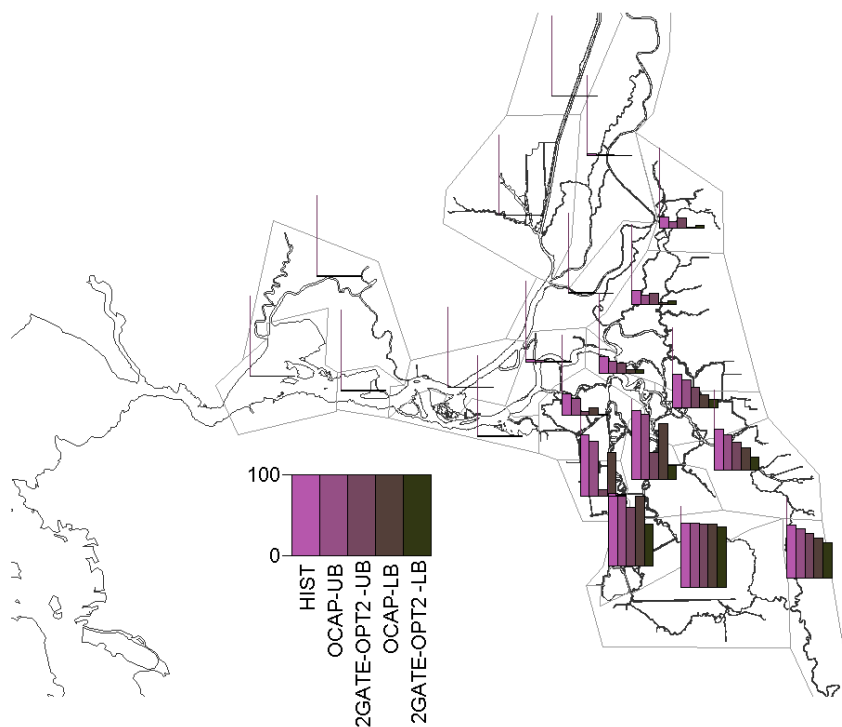 100
0
HIST
OCAP-UB
2GATE-OPT2 -UB
OCAP-LB
2GATE-OPT2 -LB